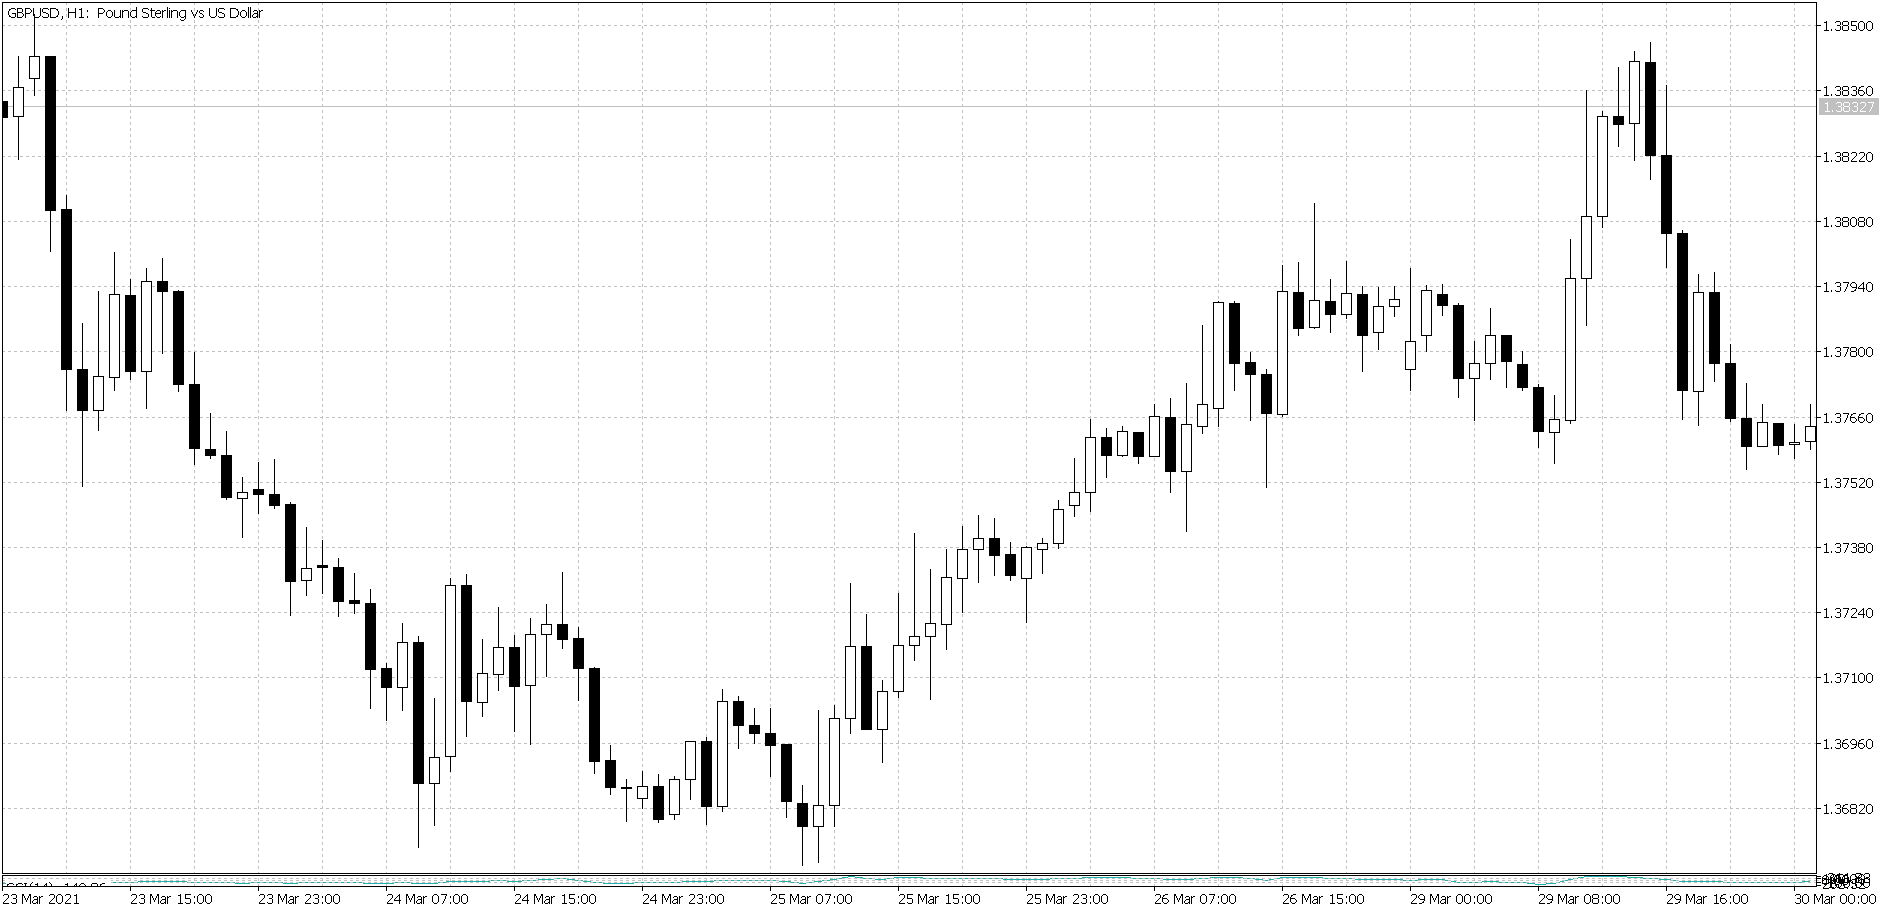 GBPUSD, H1: Pound Sterling vs US Dollar
1.38500
1.38360
1.38327
1.38220
1.38080
1.37940
1.37800
1.37660
1.37520
1.37380
1.37240
1.37100
1.36960
1.36820
23 Mar 2021
23 Mar 15:00
23 Mar 23:00
24 Mar 07:00
24 Mar 15:00
24 Mar 23:00
25 Mar 07:00
25 Mar 15:00
25 Mar 23:00
26 Mar 07:00
26 Mar 15:00
29 Mar 00:00
29 Mar 08:00
29 Mar 16:00
30 Mar 00:00